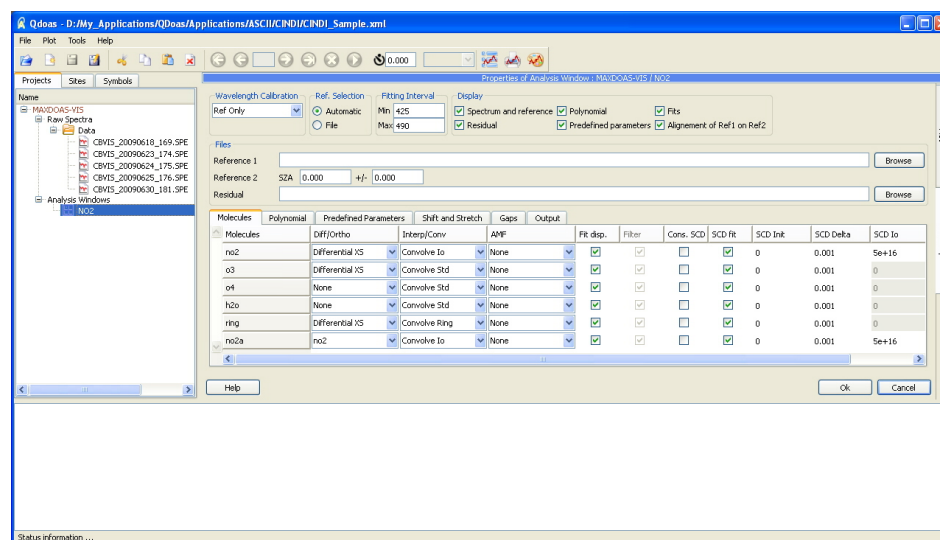 Qdoas - D:/My_Applications/QDoas/Applications/ASCII/CINDI/CINDI_Sample.xml
File Plot Tools Help
0.000
Projects Sites Symbols
Properties of Analysis Window : MAXDOAS-VIS / NO2
Name
MAXDOAS-VIS
Raw Spectra
Data
CBVIS_20090618_169.SPE
CBVIS_20090623_174.SPE
CBVIS_20090624_175.SPE
CBVIS_20090625_176.SPE
CBVIS_20090630_181.SPE
Analysis Windows
NO2
Wavelength Calibration Ref. Selection Fitting Interval Display
Ref Only Automatic Min 425 Spectrum and reference Polynomial Fits
File Max 490 Residual Predefined parameters Alignement of Ref1 on Ref2
Files
Reference 1 Browse
Reference 2 SZA 0.000 +/- 0.000
Residual Browse
Molecules Polynomial Predefined Parameters Shift and Stretch Gaps Output
Molecules Diff/Ortho Interp/Conv AMF Fit disp. Filter Cons. SCD SCD fit SCD Init SCD Delta SCD Io
no2 Differential XS Convolve Io None 0 0.001 5e+16
o3 Differential XS Convolve Std None 0 0.001 0
o4 None Convolve Std None 0 0.001 0
h2o None Convolve Std None 0 0.001 0
ring Differential XS Convolve Ring None 0 0.001 0
no2a no2 Convolve Io None 0 0.001 5e+16
Help Ok Cancel
Status information ...